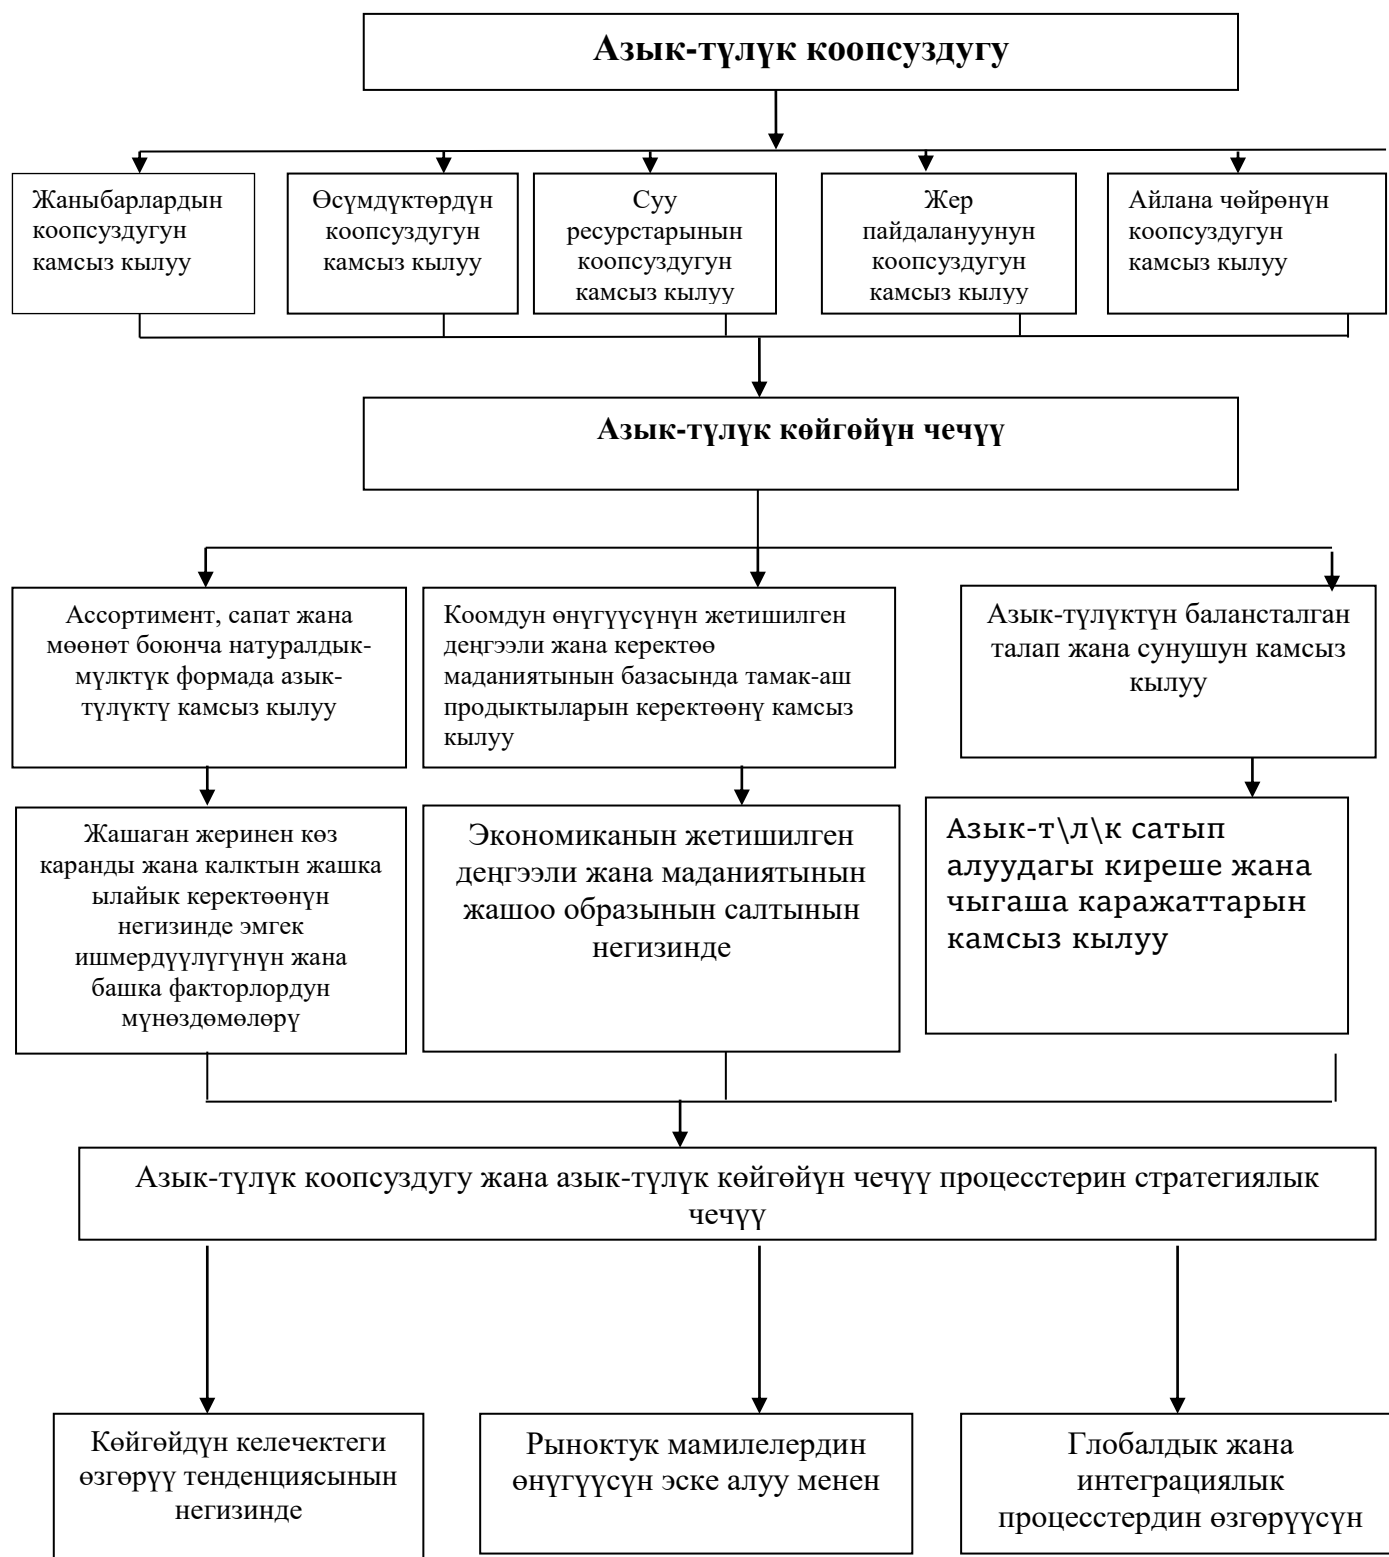 Азык-түлүк коопсуздугу
Жаныбарлардын
коопсуздугун
камсыз кылуу
Өсүмдүктөрдүн
коопсуздугун
камсыз кылуу
Суу
ресурстарынын
коопсуздугун
камсыз кылуу
Жер
пайдалануунун
коопсуздугун
камсыз кылуу
Айлана чөйрөнүн
коопсуздугун
камсыз кылуу
Азык-түлүк көйгөйүн чечүү
Ассортимент, сапат жана
мөөнөт боюнча натуралдык-
мүлктүк формада азык-
түлүктү камсыз кылуу
Коомдун өнүгүүсүнүн жетишилген
деңгээли жана керектөө
маданиятынын базасында тамак-аш
продыктыларын керектөөнү камсыз
кылуу
Азык-түлүктүн балансталган
талап жана сунушун камсыз
кылуу
Жашаган жеринен көз
каранды жана калктын жашка
ылайык керектөөнүн
негизинде эмгек
ишмердүүлүгүнүн жана
башка факторлордун
мүнөздөмөлөрү
Экономиканын жетишилген
деңгээли жана маданиятынын
жашоо образынын салтынын
негизинде
Азык-т\л\к сатып
алуудагы киреше жана
чыгаша каражаттарын
камсыз кылуу
Азык-түлүк коопсуздугу жана азык-түлүк көйгөйүн чечүү процесстерин стратегиялык
чечүү
Көйгөйдүн келечектеги
өзгөрүү тенденциясынын
негизинде
Рыноктук мамилелердин
өнүгүүсүн эске алуу менен
Глобалдык жана
интеграциялык
процесстердин өзгөрүүсүн